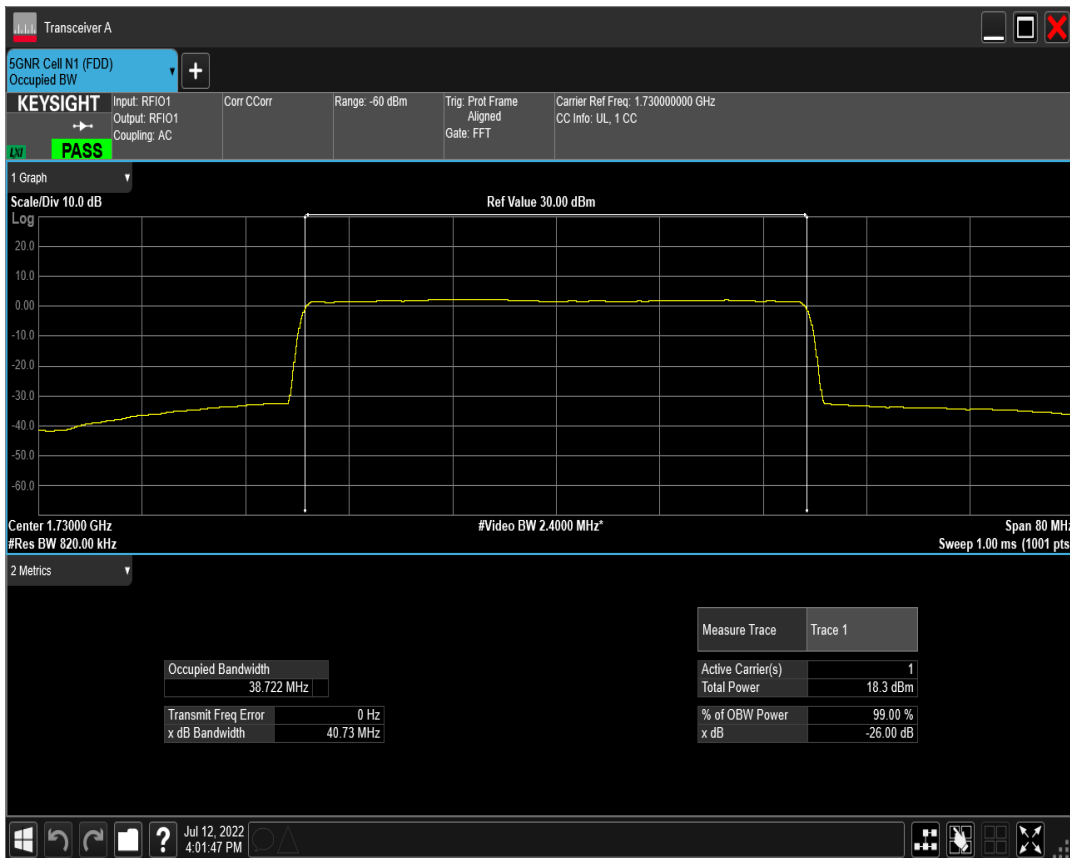 Transceiver A
5GNR Cell N1 (FDD)
Occupied BW
+
KEYSIGHT
LXI
PASS
Input: RFIO1
Output: RFIO1
Coupling: AC
Corr CCorr
Range: -60 dBm
Trig: Prot Frame
Aligned
Gate: FFT
Carrier Ref Freq: 1.730000000 GHz
CC Info: UL, 1 CC
1 Graph
Scale/Div 10.0 dB
Ref Value 30.00 dBm
Log
20.0
10.0
0.00
-10.0
-20.0
-30.0
-40.0
-50.0
-60.0
Center 1.73000 GHz
#Video BW 2.4000 MHz*
Span 80 MHz
#Res BW 820.00 kHz
Sweep 1.00 ms (1001 pts
2 Metrics
Measure Trace Trace 1
Occupied Bandwidth
38.722 MHz
Active Carrier(s) 1
Total Power 18.3 dBm
Transmit Freq Error 0 Hz
x dB Bandwidth 40.73 MHz
% of OBW Power 99.00 %
x dB -26.00 dB
?
Jul 12, 2022
4:01:47 PM